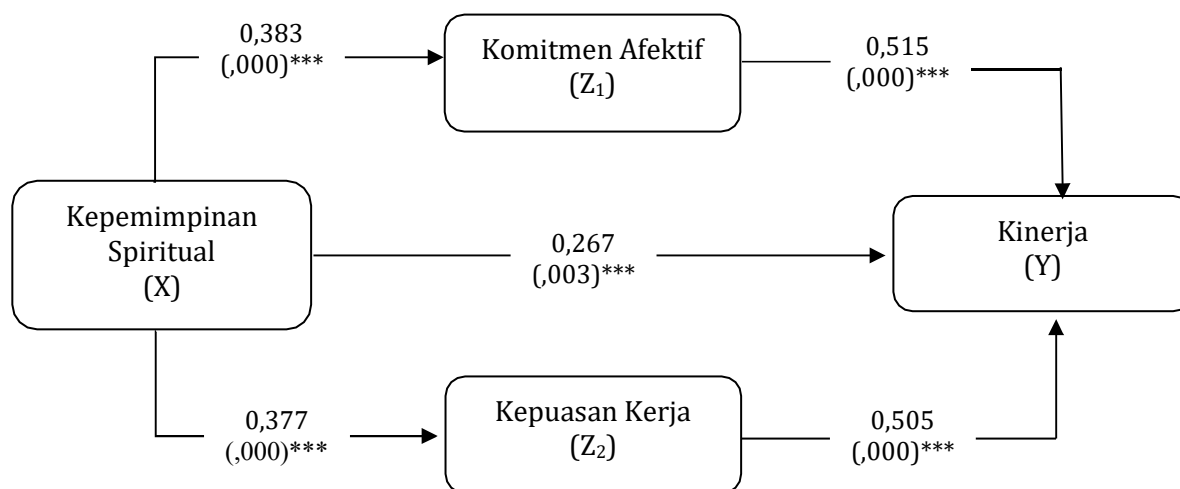 0,383
(,000)***
Komitmen Afektif
(Z₁)
0,515
(,000)***
Kepemimpinan
Spiritual
(X)
0,267
(,003)***
Kinerja
(Y)
0,377
(,000)***
Kepuasan Kerja
(Z₂)
0,505
(,000)***